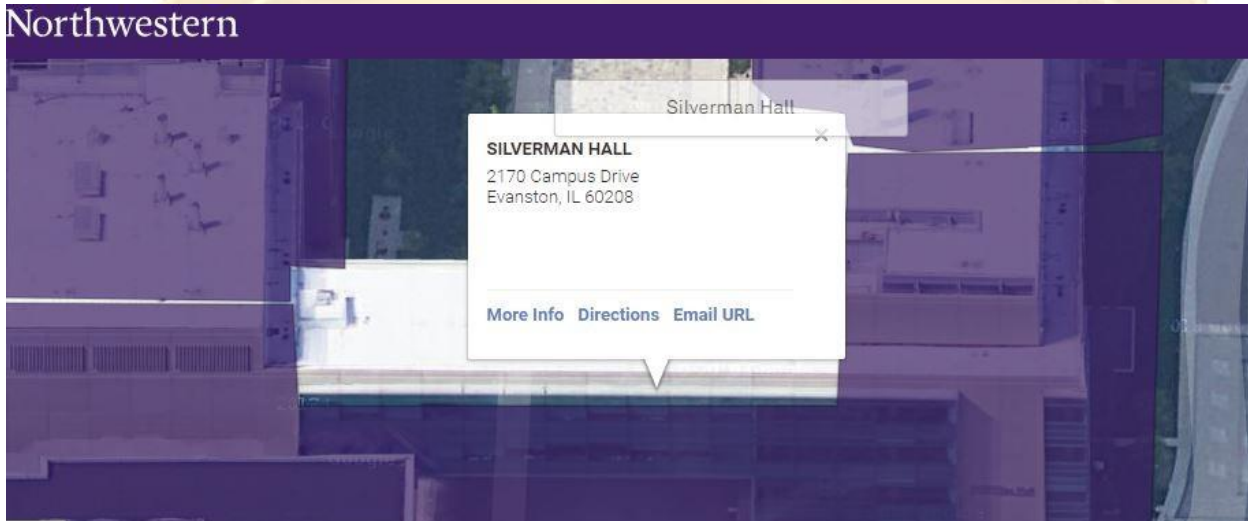 Northwestern
Silverman Hall
×
SILVERMAN HALL
2170 Campus Drive
Evanston, IL 60208
More Info Directions Email URL